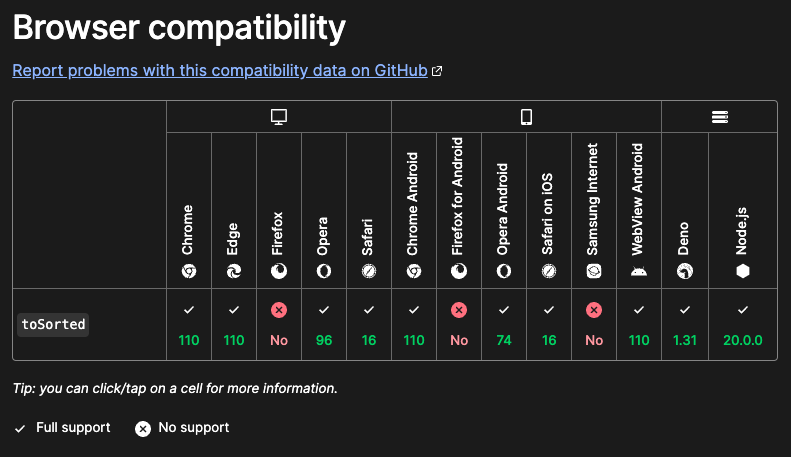 Browser compatibility
Report problems with this compatibility data on GitHub
Chrome
Edge
Firefox
Opera
Safari
Chrome Android
Firefox for Android
Opera Android
Safari on iOS
Samsung Internet
WebView Android
Deno
Node.js
toSorted
110 110 No 96 16 110 No 74 16 No 110 1.31 20.0.0
Tip: you can click/tap on a cell for more information.
Full support No support